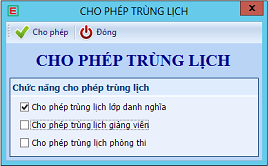 CHO PHÉP TRÙNG LỊCH
Cho phép Đóng
CHO PHÉP TRÙNG LỊCH
Chức năng cho phép trùng lịch
Cho phép trùng lịch lớp danh nghĩa
Cho phép trùng lịch giảng viên
Cho phép trùng lịch phòng thi